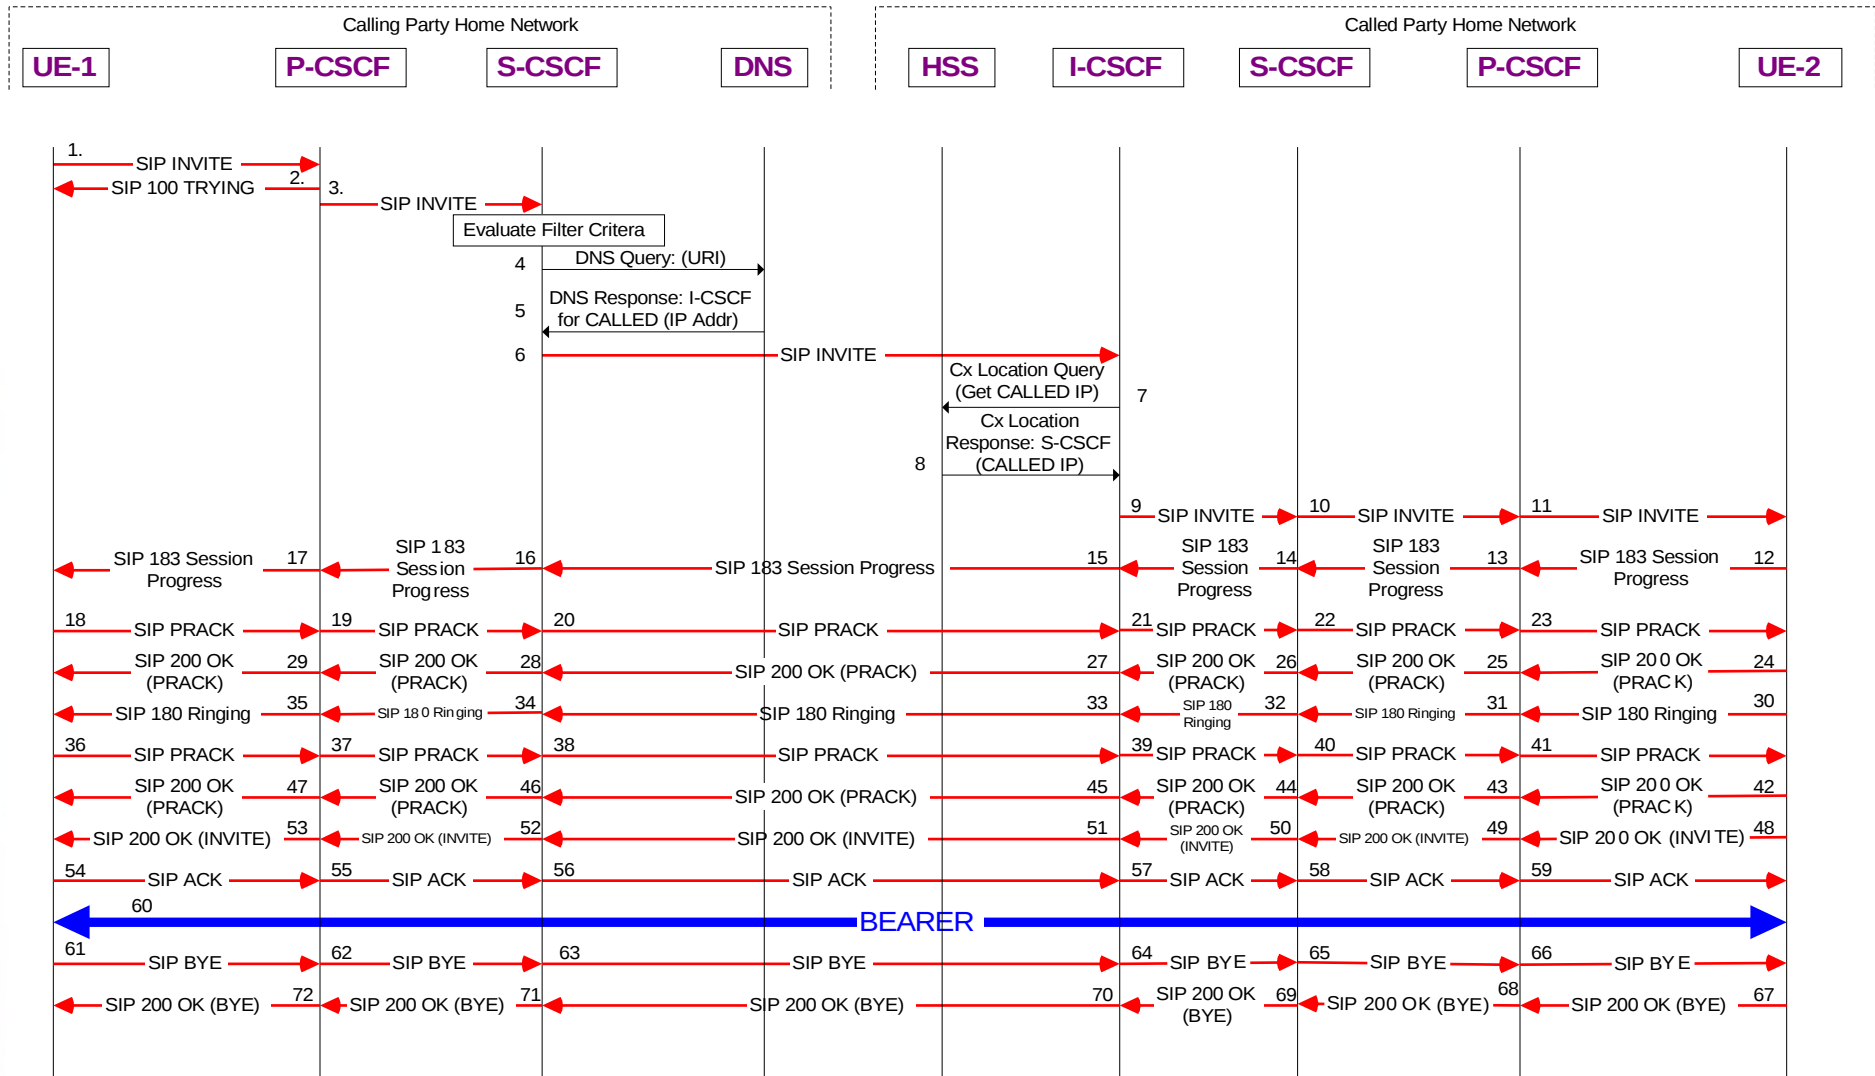 Calling Party Home Network
Called Party Home Network
UE-1
P-CSCF
S-CSCF
DNS
HSS
I-CSCF
S-CSCF
P-CSCF
UE-2
1.
SIP INVITE
SIP 100 TRYING
2.
3.
SIP INVITE
Evaluate Filter Critera
4
DNS Query: (URI)
5
DNS Response: I-CSCF
for CALLED (IP Addr)
6
SIP INVITE
Cx Location Query
(Get CALLED IP)
7
Cx Location
Response: S-CSCF
(CALLED IP)
8
9
SIP INVITE
10
SIP INVITE
11
SIP INVITE
SIP 183 Session
Progress
17
SIP 183
Session
Progress
16
SIP 183 Session Progress
15
SIP 183
Session
Progress
14
SIP 183
Session
Progress
13
SIP 183 Session
Progress
12
18
SIP PRACK
19
SIP PRACK
20
SIP PRACK
21
SIP PRACK
22
SIP PRACK
23
SIP PRACK
SIP 200 OK
(PRACK)
29
SIP 200 OK
(PRACK)
28
SIP 200 OK (PRACK)
27
SIP 200 OK
(PRACK)
26
SIP 200 OK
(PRACK)
25
SIP 200 OK
(PRACK)
24
SIP 180 Ringing
35
SIP 180 Ringing
34
SIP 180 Ringing
33
SIP 180
Ringing
32
SIP 180 Ringing
31
SIP 180 Ringing
30
36
SIP PRACK
37
SIP PRACK
38
SIP PRACK
39
SIP PRACK
40
SIP PRACK
41
SIP PRACK
SIP 200 OK
(PRACK)
47
SIP 200 OK
(PRACK)
46
SIP 200 OK (PRACK)
45
SIP 200 OK
(PRACK)
44
SIP 200 OK
(PRACK)
43
SIP 200 OK
(PRACK)
42
SIP 200 OK (INVITE)
53
SIP 200 OK (INVITE)
52
SIP 200 OK (INVITE)
51
SIP 200 OK
(INVITE)
50
SIP 200 OK (INVITE)
49
SIP 200 OK (INVITE)
48
54
SIP ACK
55
SIP ACK
56
SIP ACK
57
SIP ACK
58
SIP ACK
59
SIP ACK
60
BEARER
61
SIP BYE
62
SIP BYE
63
SIP BYE
64
SIP BYE
65
SIP BYE
66
SIP BYE
SIP 200 OK (BYE)
72
SIP 200 OK (BYE)
71
SIP 200 OK (BYE)
70
SIP 200 OK
(BYE)
69
SIP 200 OK (BYE)
68
SIP 200 OK (BYE)
67